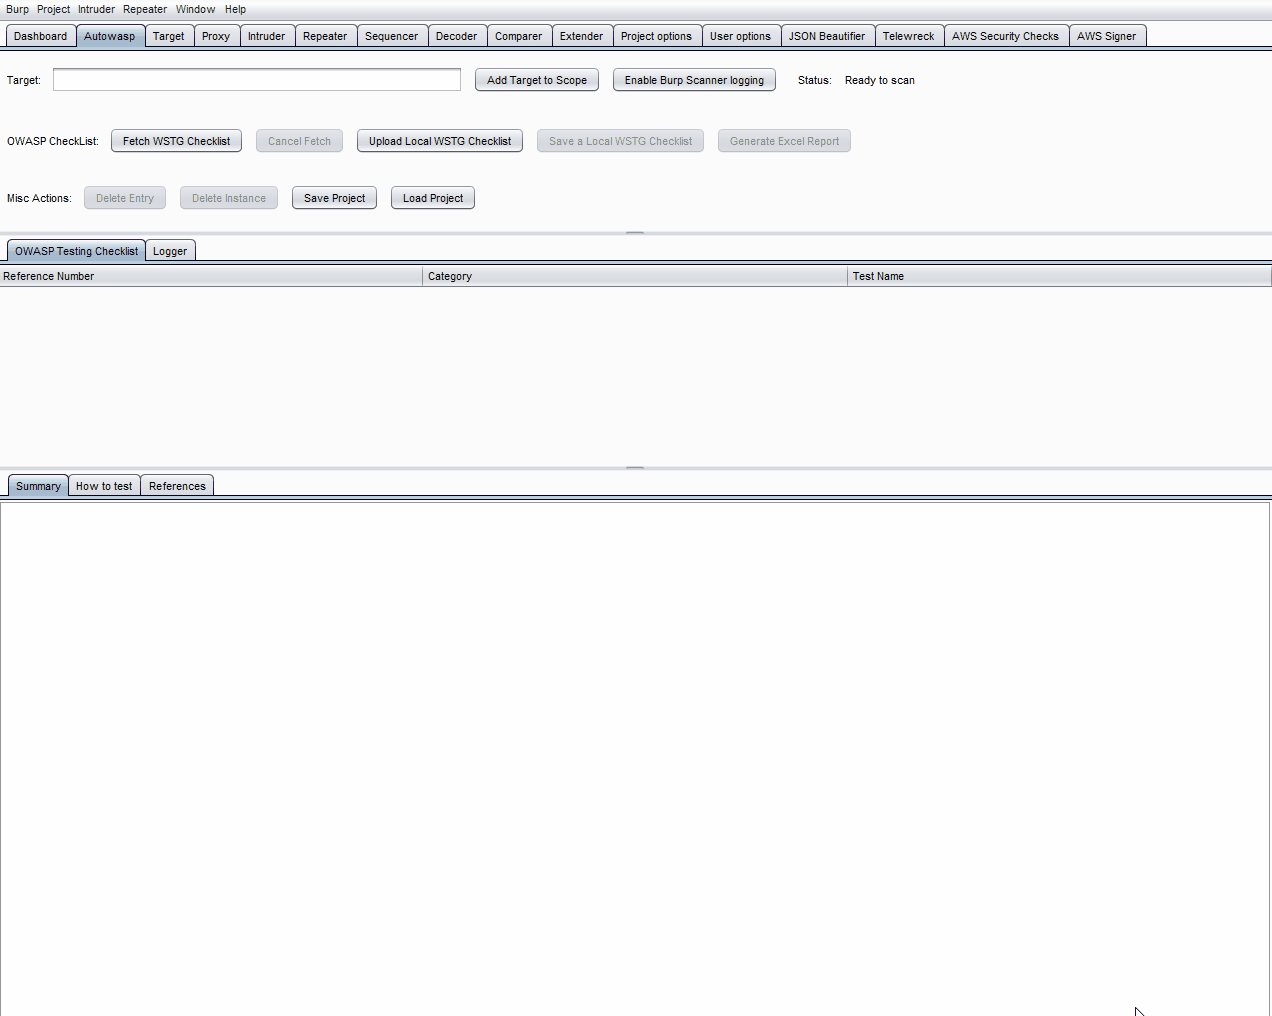 Burp Project Intruder Repeater Window Help
Dashboard Autowasp Target Proxy Intruder Repeater Sequencer Decoder Comparer Extender Project options User options JSON Beautifier Telewreck AWS Security Checks AWS Signer
Target: Add Target to Scope Enable Burp Scanner logging Status: Ready to scan
OWASP CheckList: Fetch WSTG Checklist Cancel Fetch Upload Local WSTG Checklist Save a Local WSTG Checklist Generate Excel Report
Misc Actions: Delete Entry Delete Instance Save Project Load Project
OWASP Testing Checklist Logger
Reference Number Category Test Name
Summary How to test References